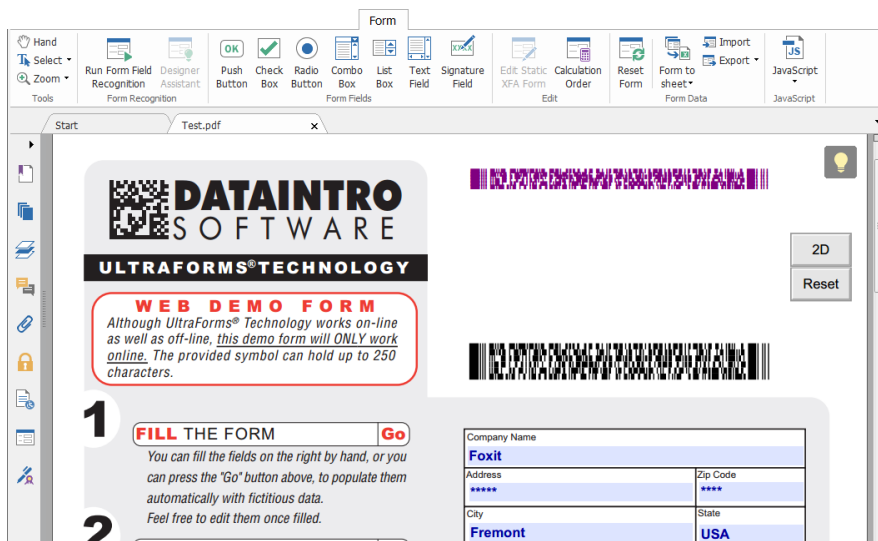 Form
Hand
Select
Zoom
Tools
Run Form Field
Recognition
Designer
Assistant
Form Recognition
OK
Push
Button
Check
Box
Radio
Button
Combo
Box
List
Box
Text
Field
XXXX
Signature
Field
Form Fields
Edit Static
XFA Form
Calculation
Order
Edit
Reset
Form
Form to
sheet
Import
Export
Form Data
JS
JavaScript
JavaScript
Start
Test.pdf
x
DATAINTRO
SOFTWARE
ULTRAFORMS®TECHNOLOGY
WEB DEMO FORM
Although UltraForms® Technology works on-line
as well as off-line, this demo form will ONLY work
online. The provided symbol can hold up to 250
characters.
2D
Reset
1
FILL THE FORM
Go
You can fill the fields on the right by hand, or you
can press the "Go" button above, to populate them
automatically with fictitious data.
Feel free to edit them once filled.
2
Company Name
Foxit
Address
*****
Zip Code
****
City
Fremont
State
USA